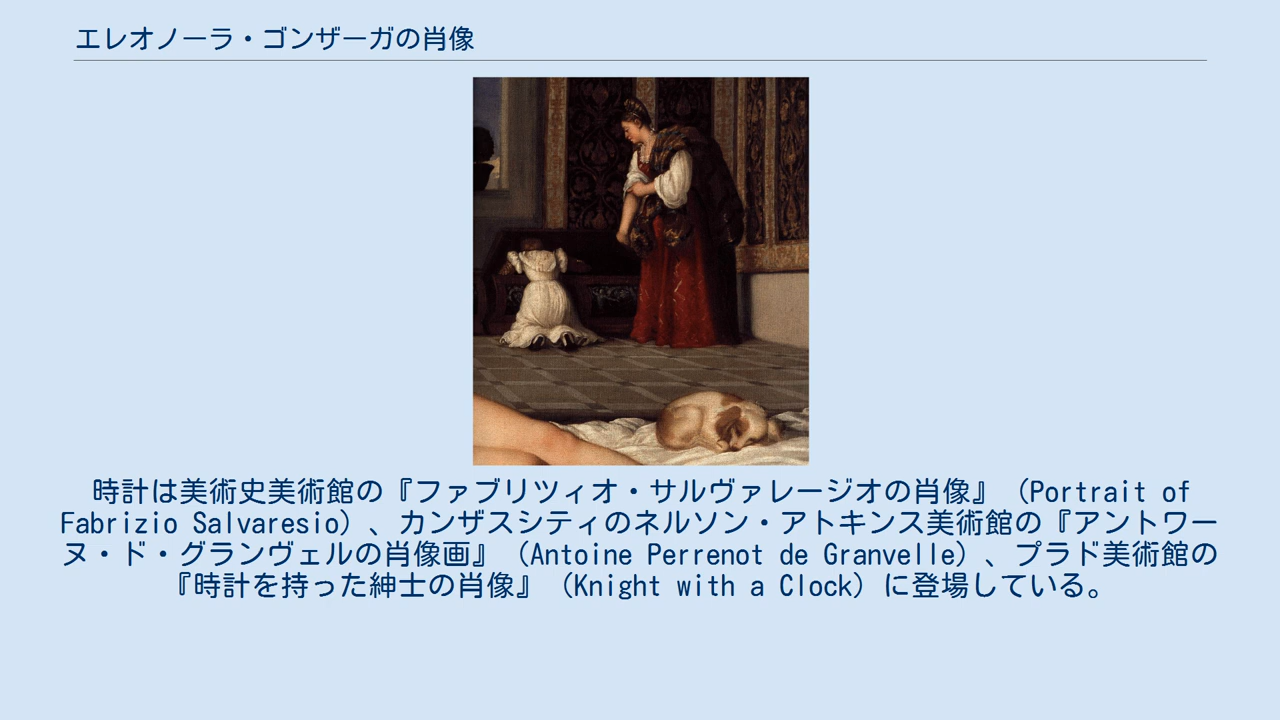 エレオノーラ・ゴンザーガの肖像
時計は美術史美術館の『ファブリツィオ・サルヴァレージオの肖像』（Portrait of
Fabrizio Salvaresio）、カンザスシティのネルソン・アトキンス美術館の『アントワー
ヌ・ド・グランヴェルの肖像画』（Antoine Perrenot de Granvelle）、プラド美術館の
『時計を持った紳士の肖像』（Knight with a Clock）に登場している。